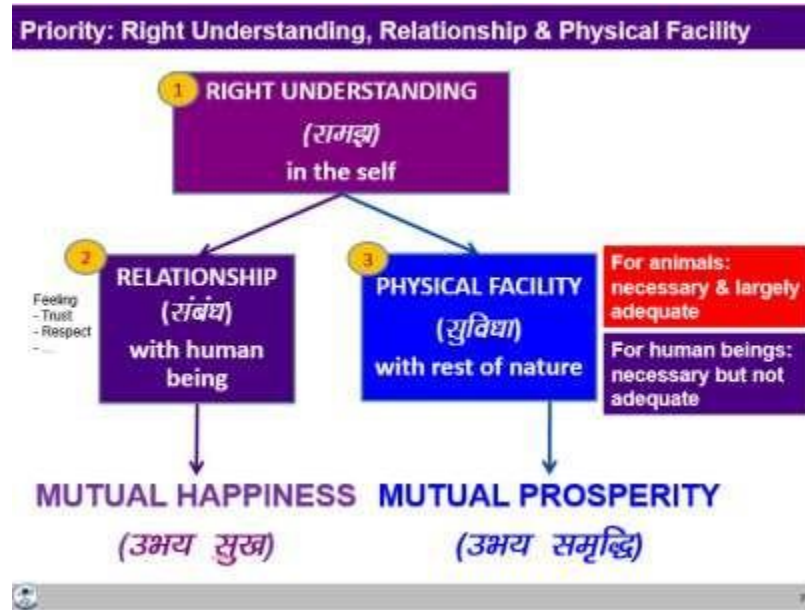 Priority: Right Understanding, Relationship & Physical Facility
1
RIGHT UNDERSTANDING
(रामझ)
in the self
2
RELATIONSHIP
(संबंध)
with human
being
Feeling
- Trust
- Respect
- ...
3
PHYSICAL FACILITY
(सुविधा)
with rest of nature
For animals:
necessary & largely
adequate
For human beings:
necessary but not
adequate
MUTUAL HAPPINESS
(उभय सुख)
MUTUAL PROSPERITY
(उभय समृद्धि)